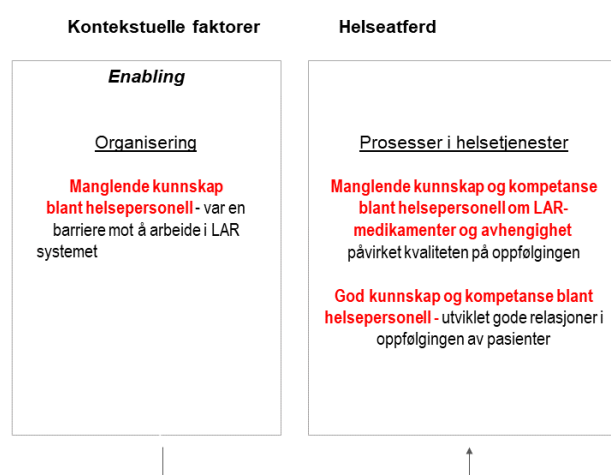 Kontekstuelle faktorer
Helseatferd
Enabling
Organisering
Manglende kunnskap
blant helsepersonell - var en
barriere mot å arbeide i LAR
systemet
Prosesser i helsetjenester
Manglende kunnskap og kompetanse
blant helsepersonell om LAR-
medikamenter og avhengighet
påvirket kvaliteten på oppfølgingen
God kunnskap og kompetanse blant
helsepersonell - utviklet gode relasjoner i
oppfølgingen av pasienter